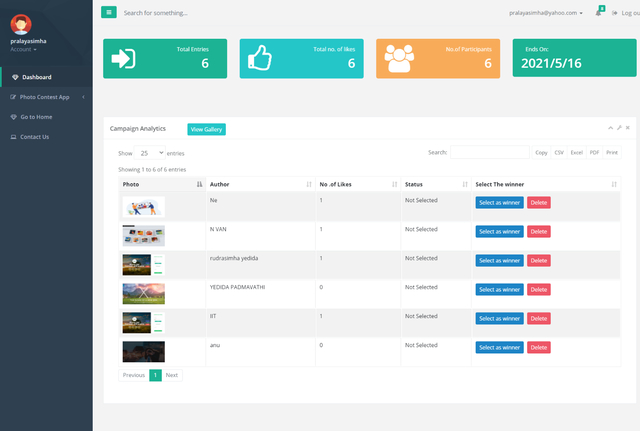 Search for something...
pralayasimha@yahoo.com
4
Log ou
pralayasimha
Account
Dashboard
Photo Contest App
Go to Home
Contact Us
Total Entries
6
Total no. of likes
6
No.of Participants
6
Ends On:
2021/5/16
Campaign Analytics
View Gallery
Show 25 entries
Search:
Copy CSV Excel PDF Print
Showing 1 to 6 of 6 entries
Photo Author No .of Likes Status Select The winner
Ne 1 Not Selected Select as winner Delete
N VAN 1 Not Selected Select as winner Delete
rudrasimha yedida 1 Not Selected Select as winner Delete
YEDIDA PADMAVATHI 0 Not Selected Select as winner Delete
IIT 1 Not Selected Select as winner Delete
anu 0 Not Selected Select as winner Delete
Previous 1 Next